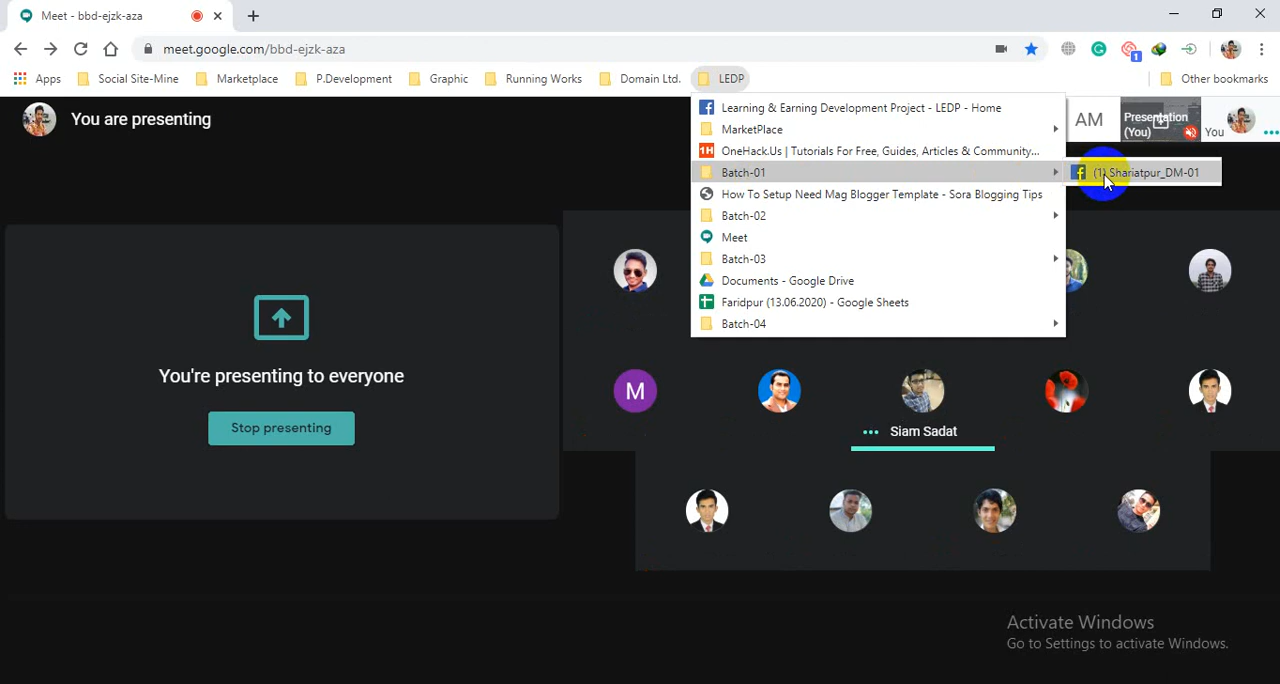 Meet - bbd-ejzk-aza
meet.google.com/bbd-ejzk-aza
1
Apps
Social Site-Mine
Marketplace
P.Development
Graphic
Running Works
Domain Ltd.
LEDP
Other bookmarks
You are presenting
Learning & Earning Development Project - LEDP - Home
MarketPlace
OneHack.Us | Tutorials For Free, Guides, Articles & Community...
Batch-01
(1) Shariatpur_DM-01
How To Setup Need Mag Blogger Template - Sora Blogging Tips
Batch-02
Meet
Batch-03
Documents - Google Drive
Faridpur (13.06.2020) - Google Sheets
Batch-04
AM
Presentation
(You)
You
You're presenting to everyone
Stop presenting
M
Siam Sadat
Activate Windows
Go to Settings to activate Windows.